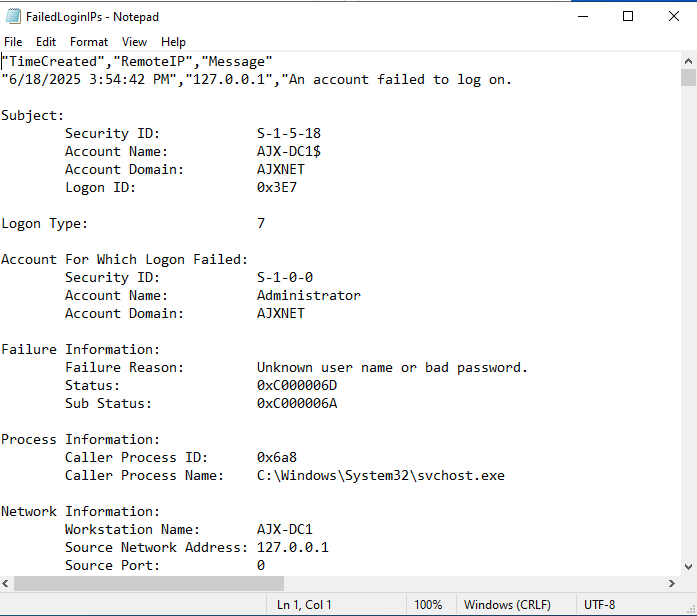 FailedLoginIPs - Notepad
File Edit Format View Help
"TimeCreated","RemoteIP","Message"
"6/18/2025 3:54:42 PM","127.0.0.1","An account failed to log on.
Subject:
Security ID: S-1-5-18
Account Name: AJX-DC1$
Account Domain: AJXNET
Logon ID: 0x3E7
Logon Type: 7
Account For Which Logon Failed:
Security ID: S-1-0-0
Account Name: Administrator
Account Domain: AJXNET
Failure Information:
Failure Reason: Unknown user name or bad password.
Status: 0xC000006D
Sub Status: 0xC000006A
Process Information:
Caller Process ID: 0x6a8
Caller Process Name: C:\Windows\System32\svchost.exe
Network Information:
Workstation Name: AJX-DC1
Source Network Address: 127.0.0.1
Source Port: 0
Ln 1, Col 1 100% Windows (CRLF) UTF-8